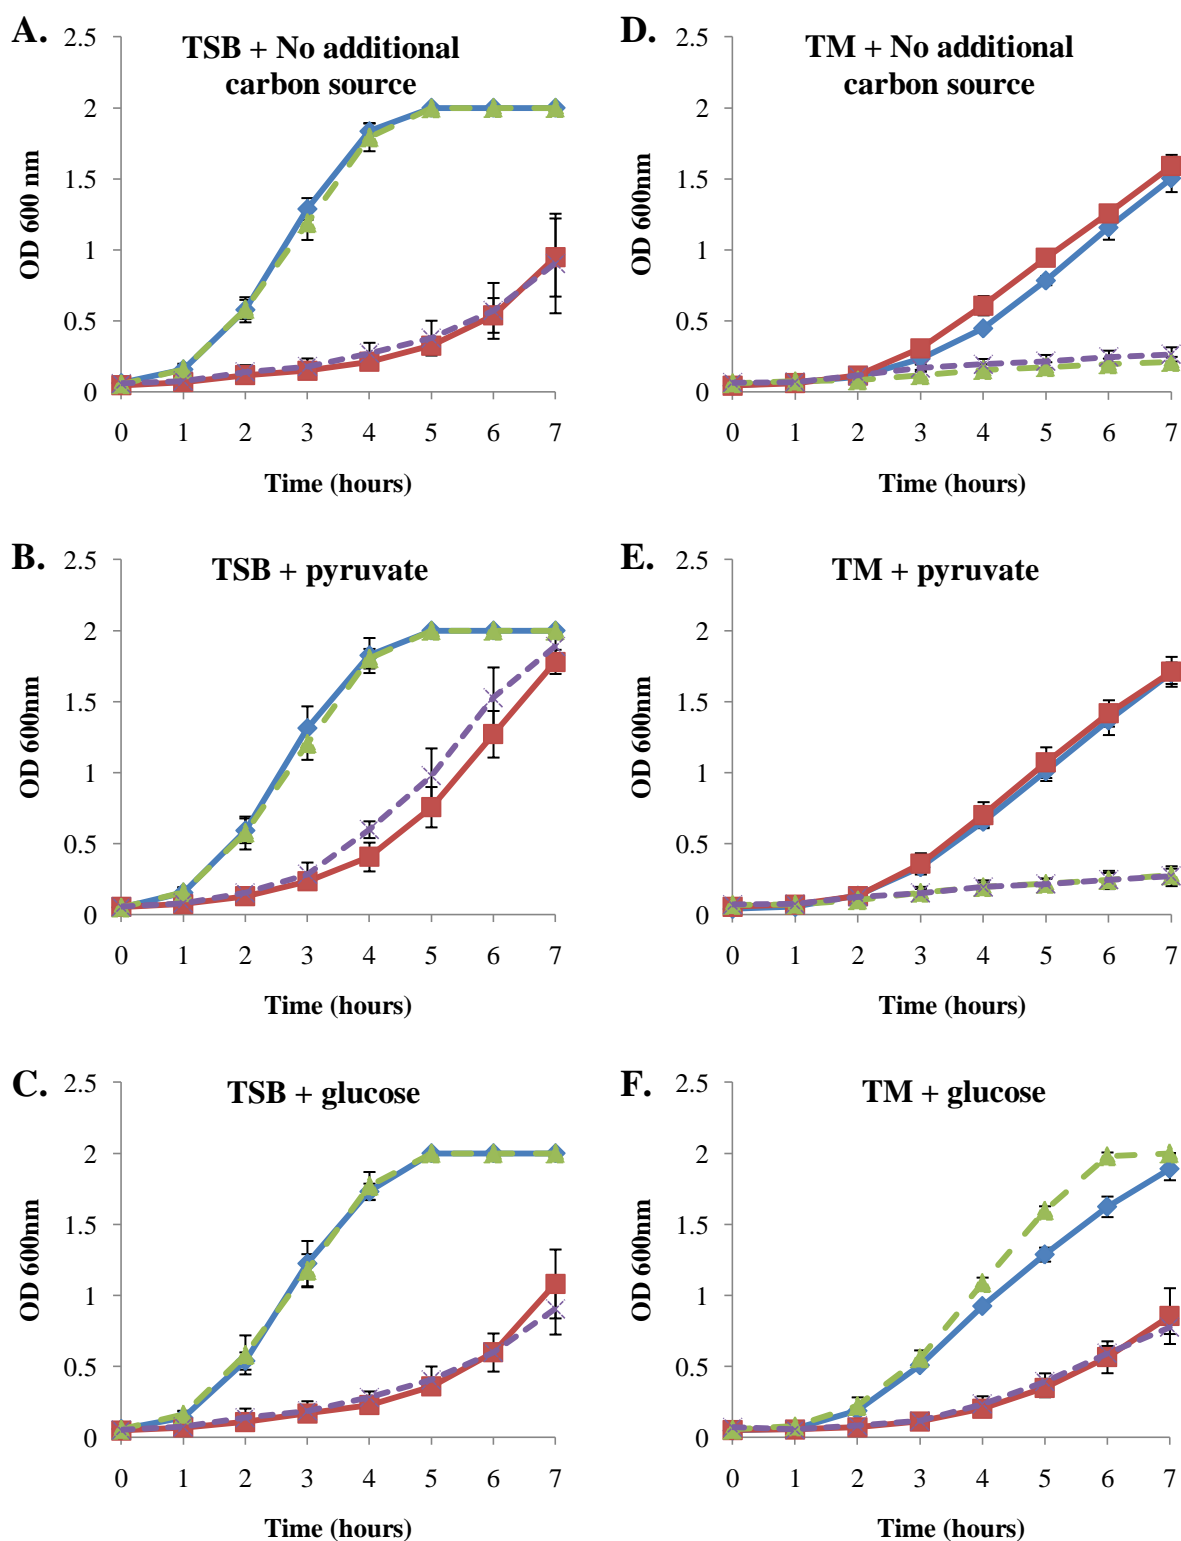 A.
TSB + No additional
carbon source
2.5
2
1.5
1
0.5
0
OD 600 nm
0 1 2 3 4 5 6 7
Time (hours)
D.
TM + No additional
carbon source
2.5
2
1.5
1
0.5
0
OD 600nm
0 1 2 3 4 5 6 7
Time (hours)
B.
TSB + pyruvate
2.5
2
1.5
1
0.5
0
OD 600nm
0 1 2 3 4 5 6 7
Time (hours)
E.
TM + pyruvate
2.5
2
1.5
1
0.5
0
OD 600nm
0 1 2 3 4 5 6 7
Time (hours)
C.
TSB + glucose
2.5
2
1.5
1
0.5
0
OD 600nm
0 1 2 3 4 5 6 7
Time (hours)
F.
TM + glucose
2.5
2
1.5
1
0.5
0
OD 600nm
0 1 2 3 4 5 6 7
Time (hours)